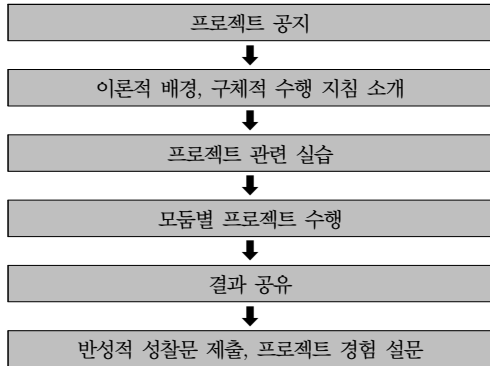 프로젝트 공지
이론적 배경, 구체적 수행 지침 소개
프로젝트 관련 실습
모둠별 프로젝트 수행
결과 공유
반성적 성찰문 제출, 프로젝트 경험 설문